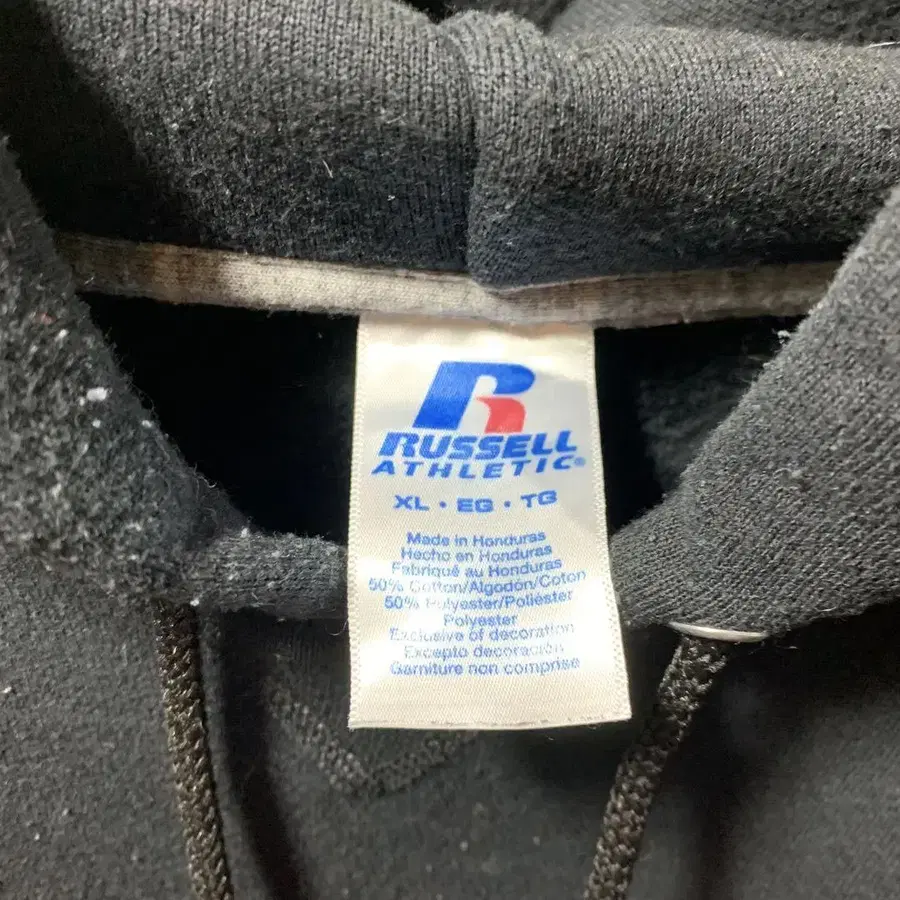 RUSSELL
ATHLETIC®
XL • EG • TG
Made in Honduras
Hecho en Honduras
Fabriqué au Honduras
50% Cotton/Algodón/Coton
50% Polyester/Poliéster
Polyester
Exclusive of decoration
Excepto decoración
Garniture non comprise